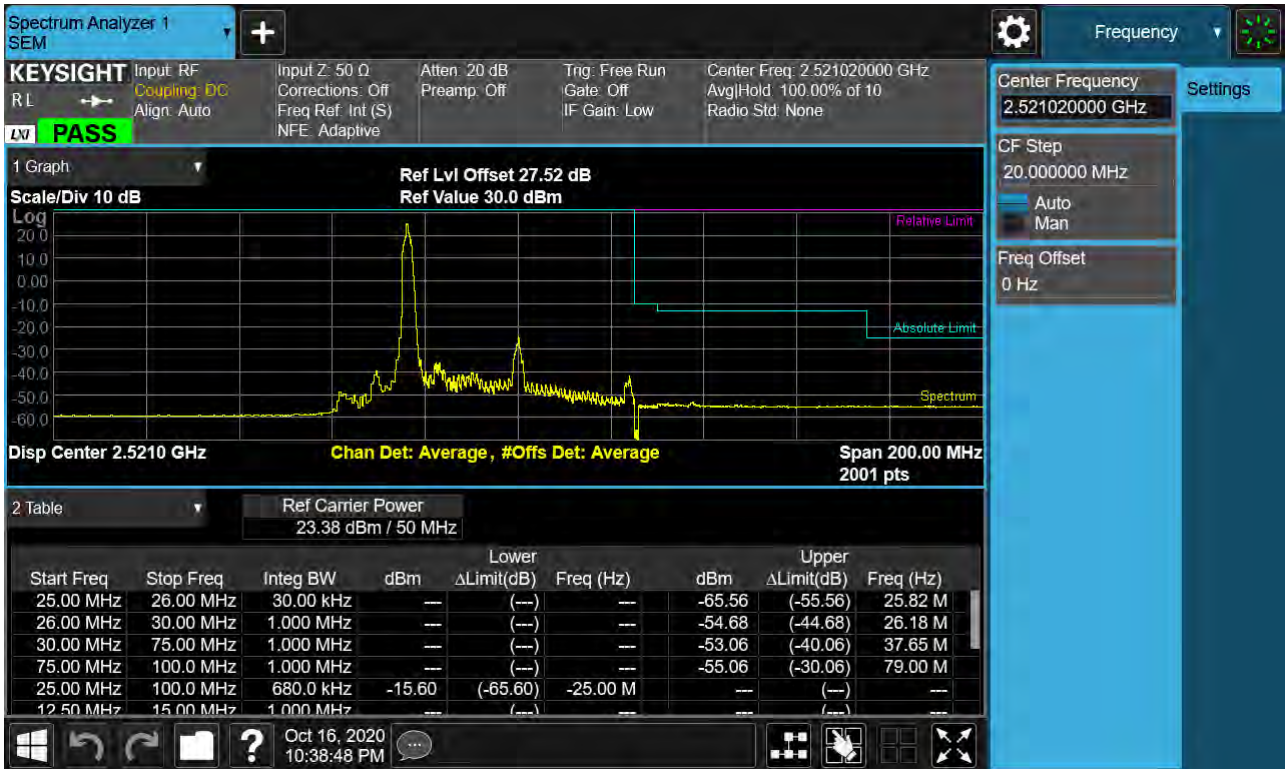 Spectrum Analyzer 1
SEM
+
Frequency
KEYSIGHT
R L
LXI
PASS
Input: RF
Coupling: DC
Align: Auto
Input Z: 50 Ω
Corrections: Off
Freq Ref: Int (S)
NFE: Adaptive
Atten: 20 dB
Preamp: Off
Trig: Free Run
Gate: Off
IF Gain: Low
Center Freq: 2.521020000 GHz
Avg|Hold: 100.00% of 10
Radio Std: None
Center Frequency
2.521020000 GHz
Settings
CF Step
20.000000 MHz
Auto
Man
Freq Offset
0 Hz
1 Graph
Scale/Div 10 dB
Ref Lvl Offset 27.52 dB
Ref Value 30.0 dBm
Log
Relative Limit
20.0
10.0
0.00
-10.0
-20.0
Absolute Limit
-30.0
-40.0
-50.0
Spectrum
-60.0
Disp Center 2.5210 GHz
Chan Det: Average, #Offs Det: Average
Span 200.00 MHz
2001 pts
2 Table
Ref Carrier Power
23.38 dBm / 50 MHz
Lower Upper
Start Freq Stop Freq Integ BW dBm ΔLimit(dB) Freq (Hz) dBm ΔLimit(dB) Freq (Hz)
25.00 MHz 26.00 MHz 30.00 kHz --- (---) --- -65.56 (-55.56) 25.82 M
26.00 MHz 30.00 MHz 1.000 MHz --- (---) --- -54.68 (-44.68) 26.18 M
30.00 MHz 75.00 MHz 1.000 MHz --- (---) --- -53.06 (-40.06) 37.65 M
75.00 MHz 100.0 MHz 1.000 MHz --- (---) --- -55.06 (-30.06) 79.00 M
25.00 MHz 100.0 MHz 680.0 kHz -15.60 (-65.60) -25.00 M --- (---) ---
12.50 MHz 15.00 MHz 1.000 MHz --- (---) --- --- (---) ---
?
Oct 16, 2020
10:38:48 PM